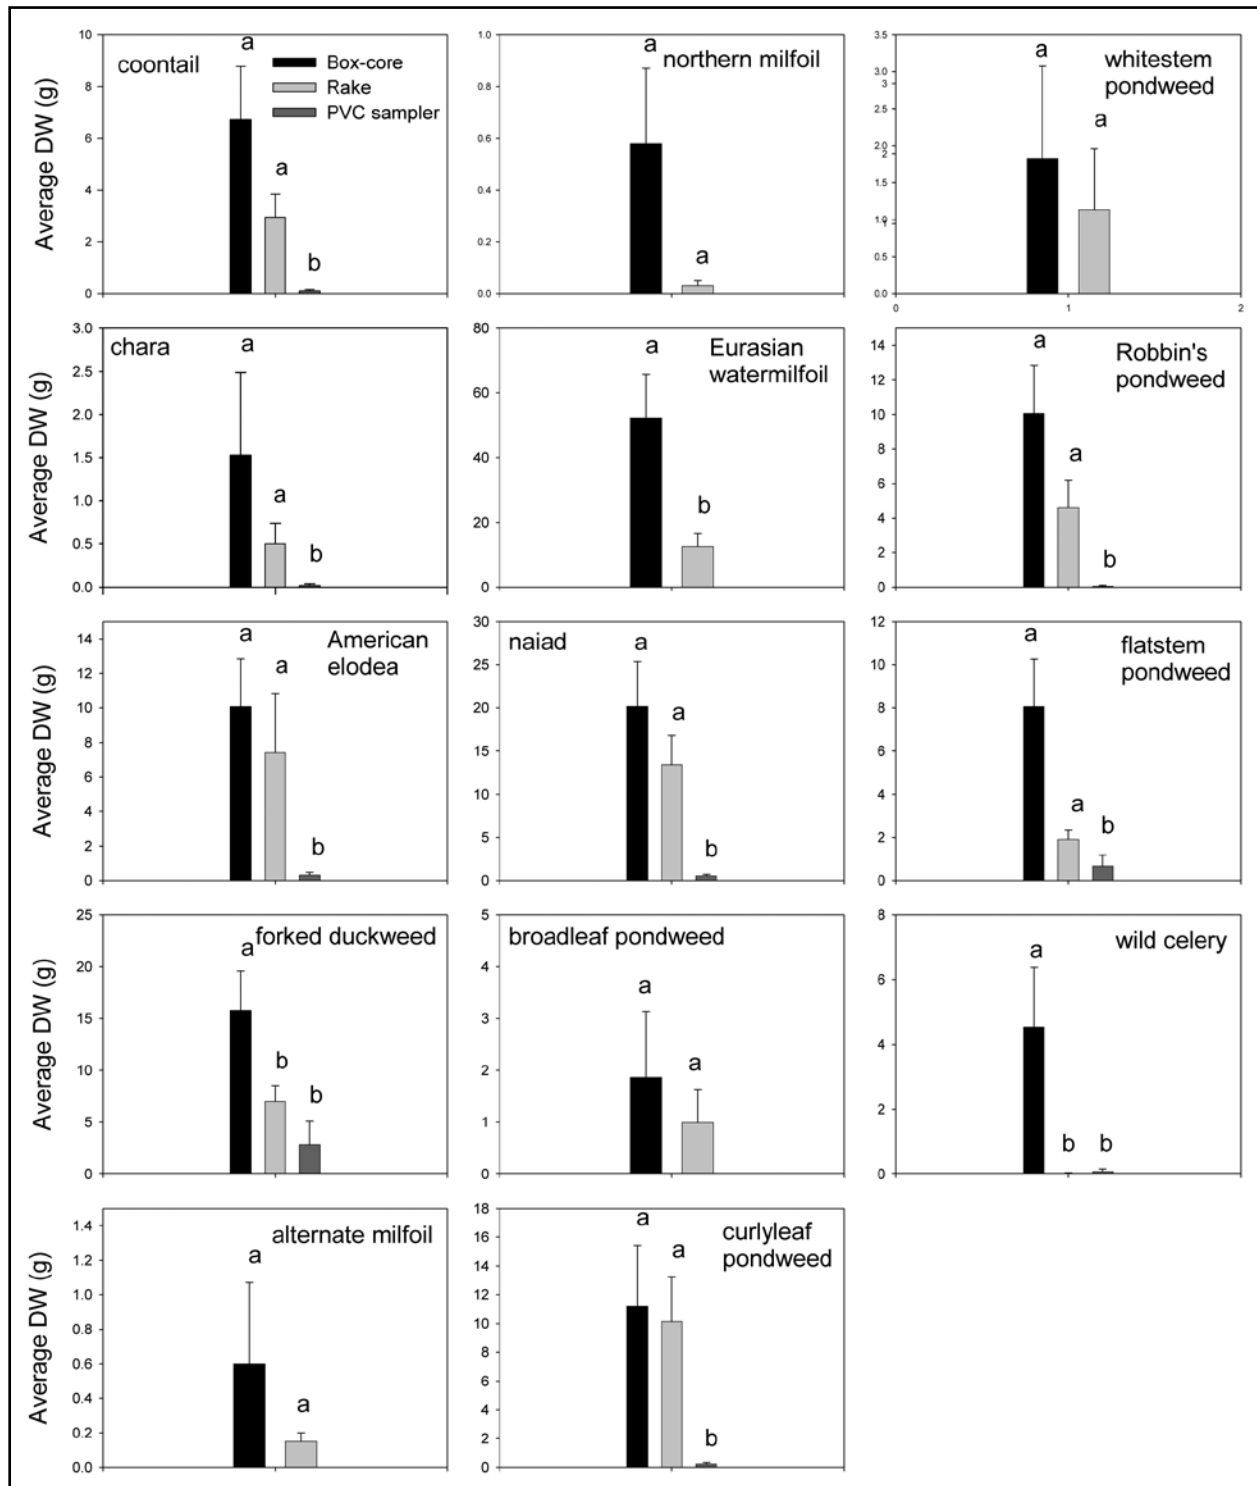 coontail
a
a
b
Box-core
Rake
PVC sampler
Average DW (g)
10
8
6
4
2
0
northern milfoil
a
a
1.0
0.8
0.6
0.4
0.2
0.0
whitestem
pondweed
a
a
3.5
3
3.0
2.5
2.0
2
1.5
1.0
1
0.5
0.0
0
1
2
chara
a
a
b
Average DW (g)
3.0
2.5
2.0
1.5
1.0
0.5
0.0
Eurasian
watermilfoil
a
b
80
60
40
20
0
Robbin's
pondweed
a
a
b
14
12
10
8
6
4
2
0
American
elodea
a
a
b
Average DW (g)
14
12
10
8
6
4
2
0
naiad
a
a
b
30
25
20
15
10
5
0
flatstem
pondweed
a
a
b
12
10
8
6
4
2
0
forked duckweed
a
b
b
Average DW (g)
25
20
15
10
5
0
broadleaf pondweed
a
a
5
4
3
2
1
0
wild celery
a
b
b
8
6
4
2
0
alternate milfoil
a
a
Average DW (g)
1.4
1.2
1.0
0.8
0.6
0.4
0.2
0.0
curlyleaf
pondweed
a
a
b
18
16
14
12
10
8
6
4
2
0